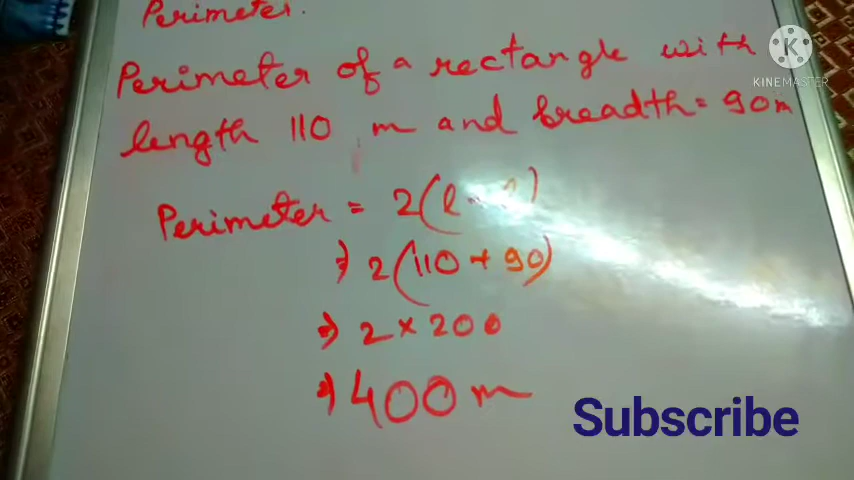 Perimeter.
Perimeter of a rectangle with
length 110 m and breadth = 90m
Perimeter = 2(l
⇒ 2(110 + 90)
⇒ 2 × 200
⇒ 400 m
KINEMASTER
Subscribe